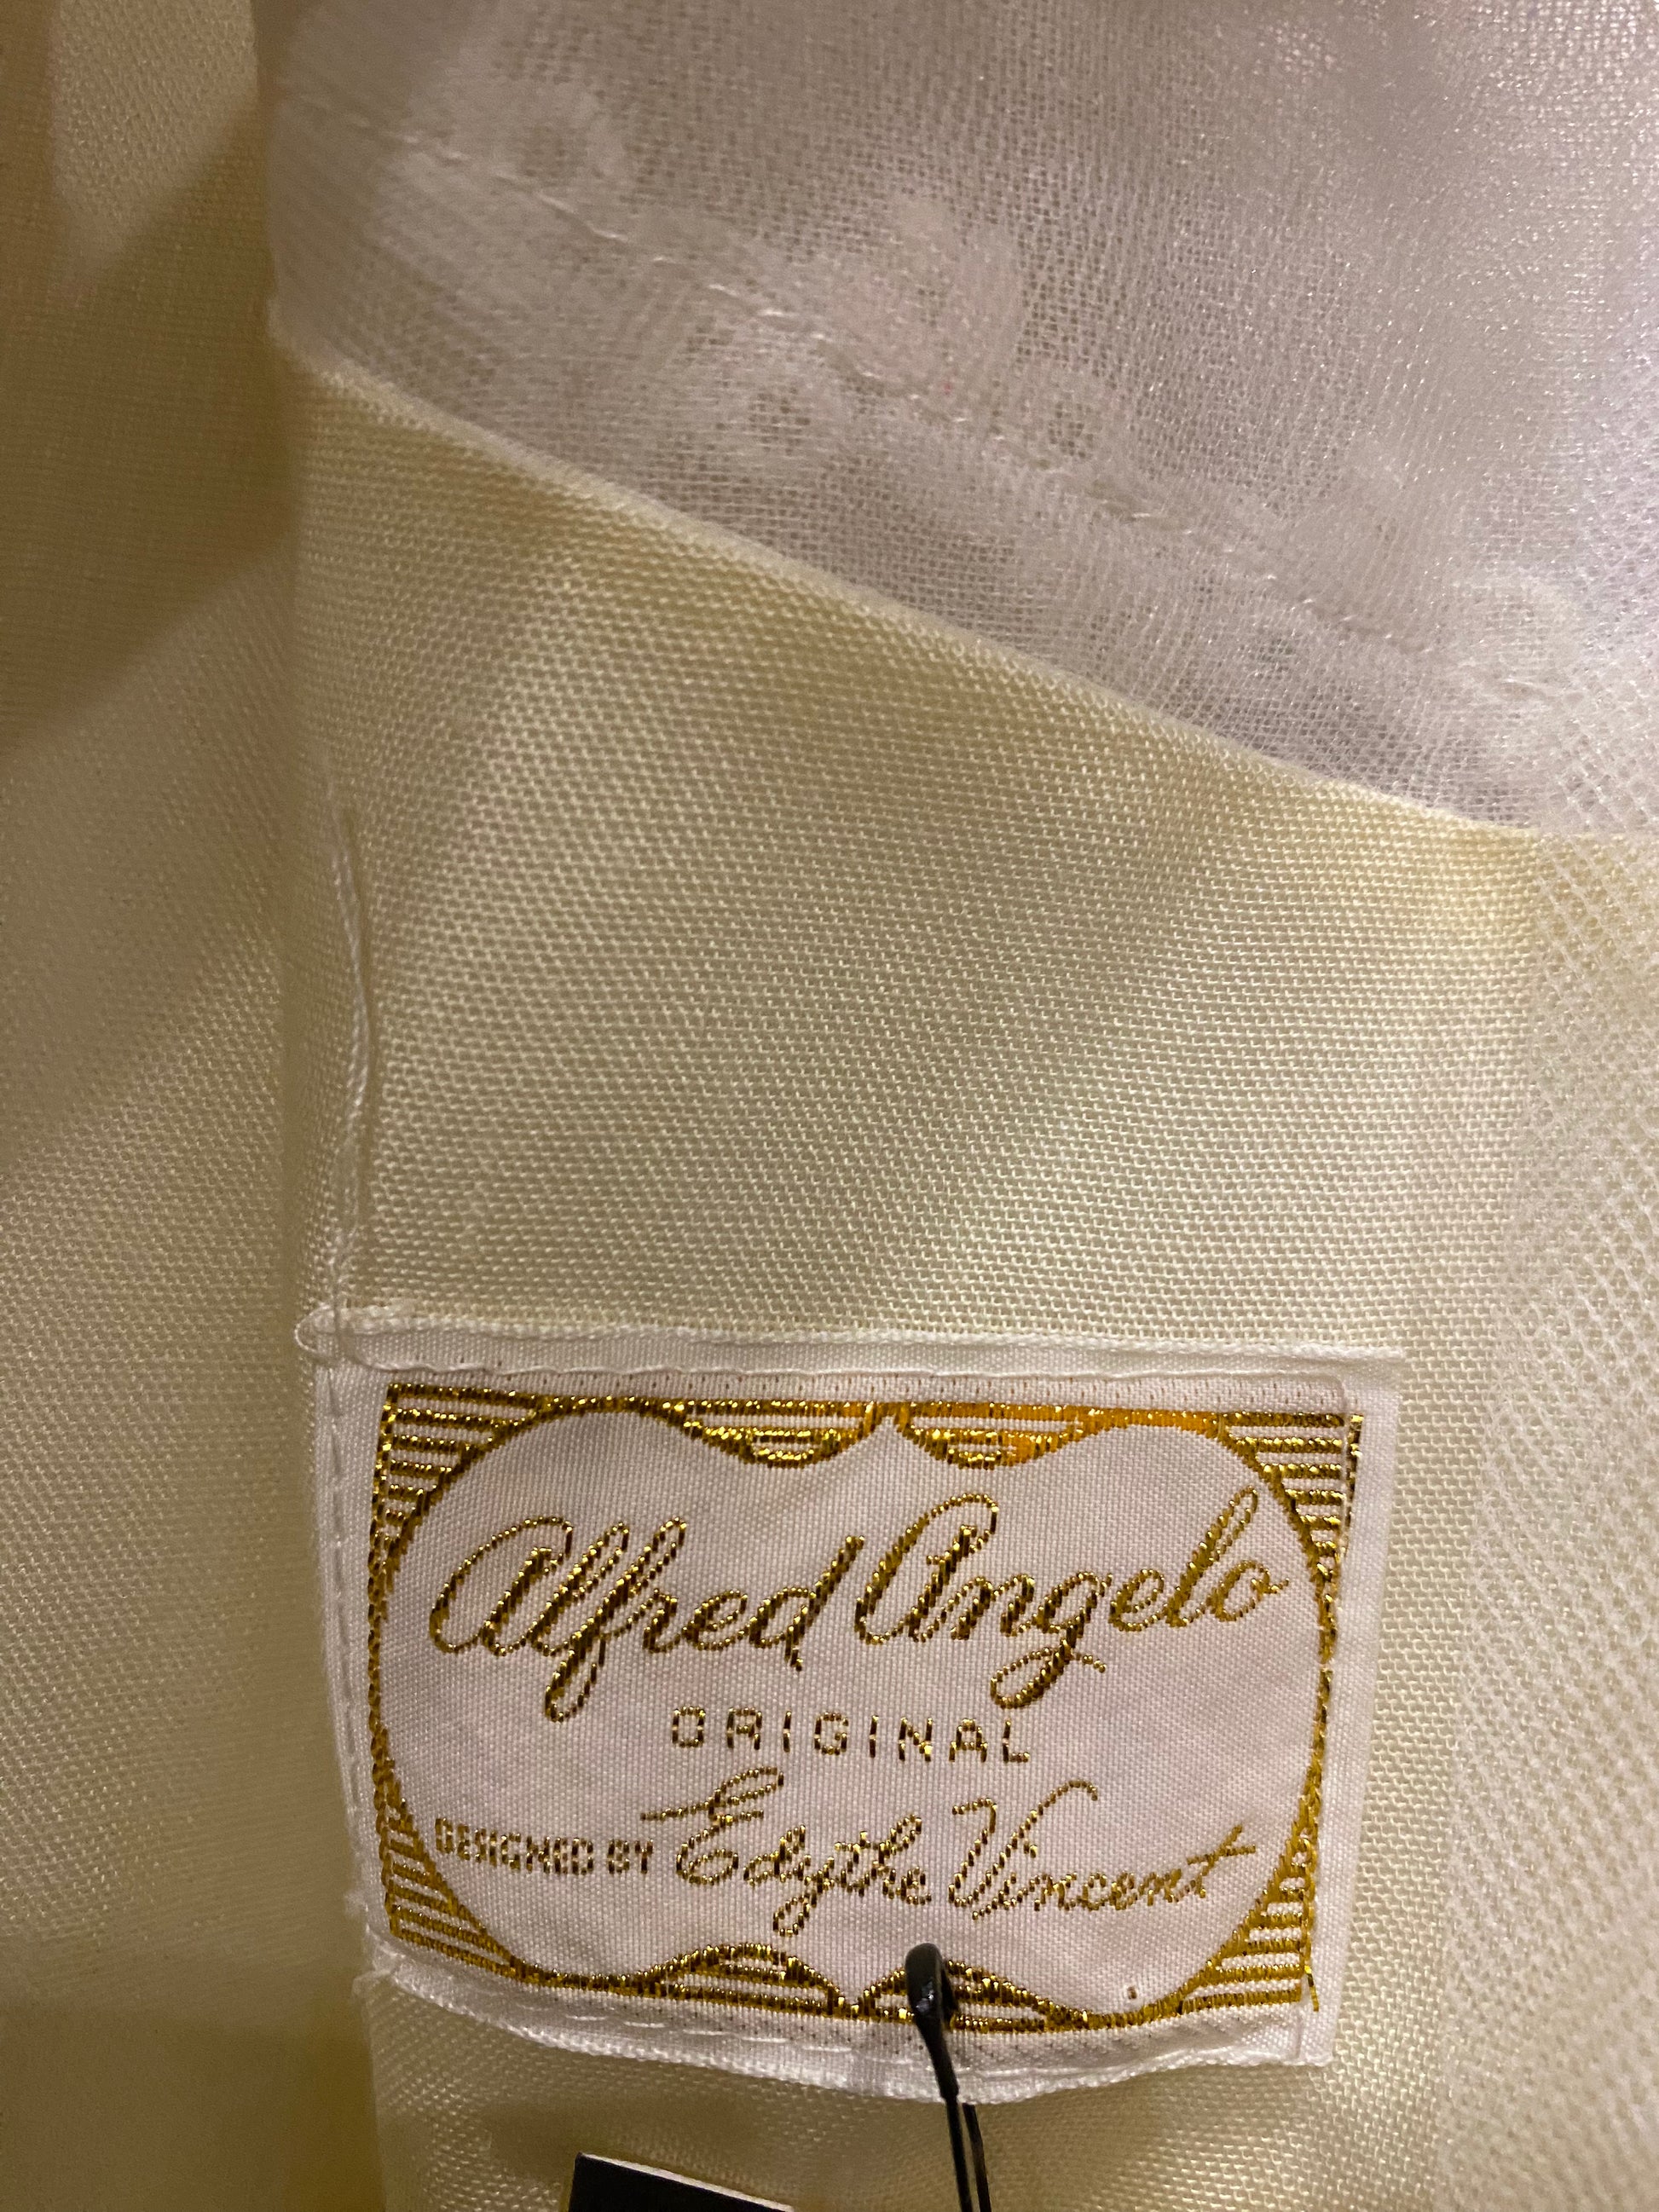 Alfred Angelo
ORIGINAL
DESIGNED BY Edythe Vincent